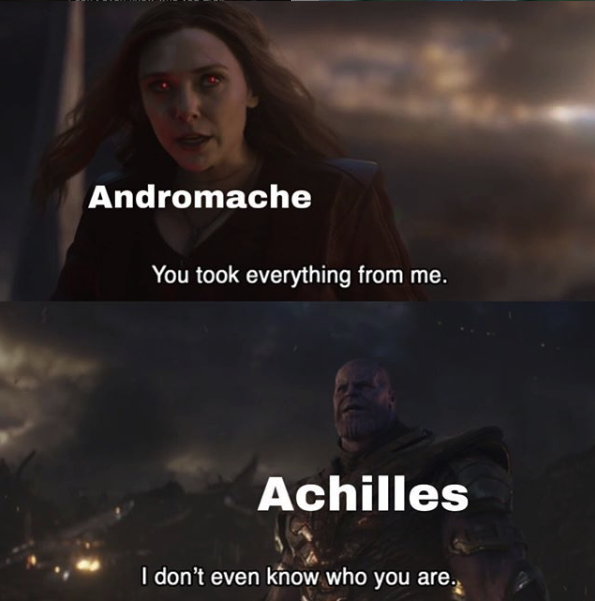 Andromache
You took everything from me.
Achilles
I don't even know who you are.